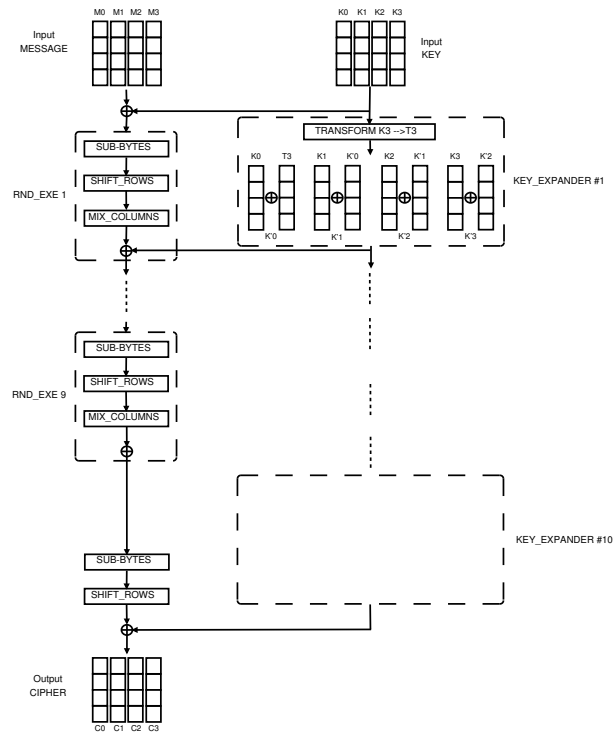 M0 M1 M2 M3
K0 K1 K2 K3
Input
MESSAGE
Input
KEY
TRANSFORM K3 -->T3
SUB-BYTES
K0 T3 K1 K'0 K2 K'1 K3 K'2
SHIFT_ROWS
RND_EXE 1
KEY_EXPANDER #1
MIX_COLUMNS
K'0 K'1 K'2 K'3
SUB-BYTES
SHIFT_ROWS
RND_EXE 9
MIX_COLUMNS
KEY_EXPANDER #10
SUB-BYTES
SHIFT_ROWS
Output
CIPHER
C0 C1 C2 C3